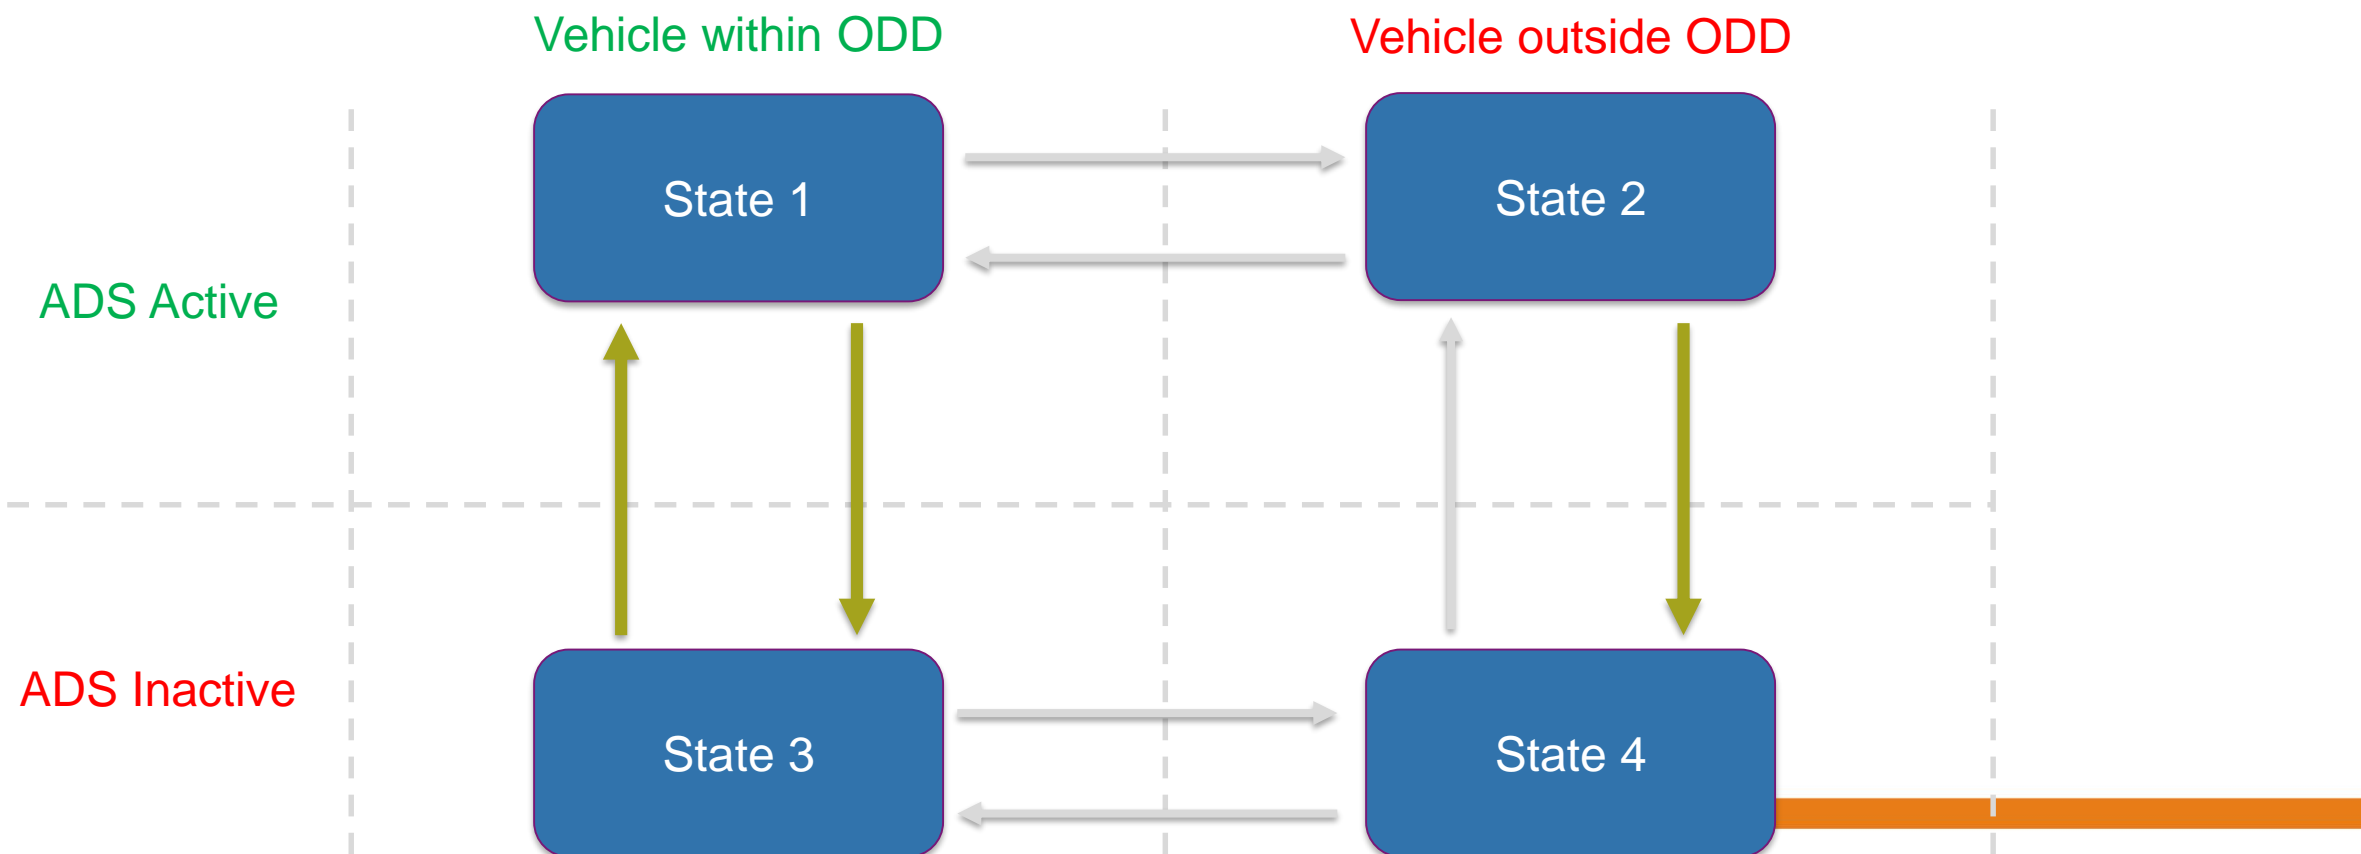 Vehicle within ODD
Vehicle outside ODD
State 1
State 2
ADS Active
ADS Inactive
State 3
State 4